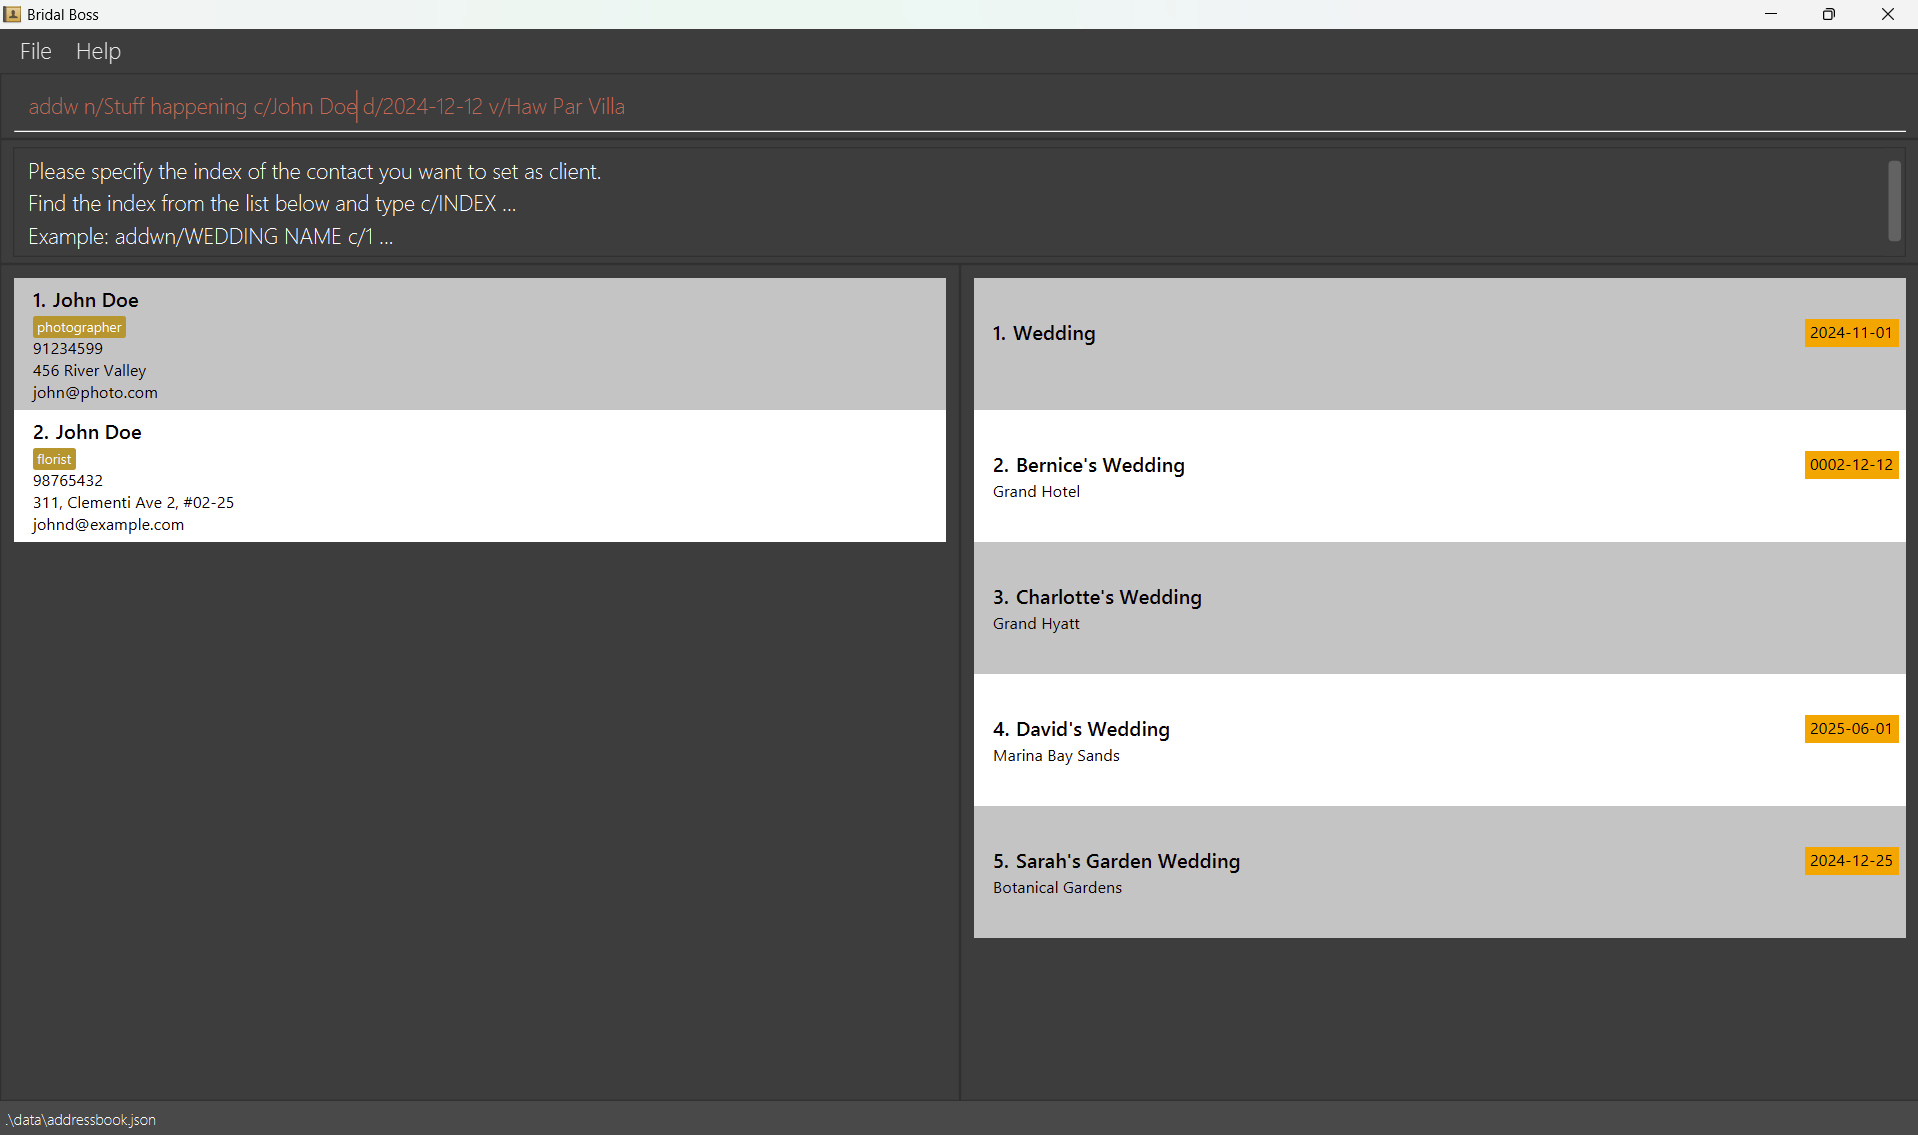 Bridal Boss
File Help
addw n/Stuff happening c/John Doe d/2024-12-12 v/Haw Par Villa
Please specify the index of the contact you want to set as client.
Find the index from the list below and type c/INDEX ...
Example: addwn/WEDDING NAME c/1 ...
1. John Doe
photographer
91234599
456 River Valley
john@photo.com
2. John Doe
florist
98765432
311, Clementi Ave 2, #02-25
johnd@example.com
1. Wedding
2024-11-01
2. Bernice's Wedding
0002-12-12
Grand Hotel
3. Charlotte's Wedding
Grand Hyatt
4. David's Wedding
2025-06-01
Marina Bay Sands
5. Sarah's Garden Wedding
2024-12-25
Botanical Gardens
.\data\addressbook.json